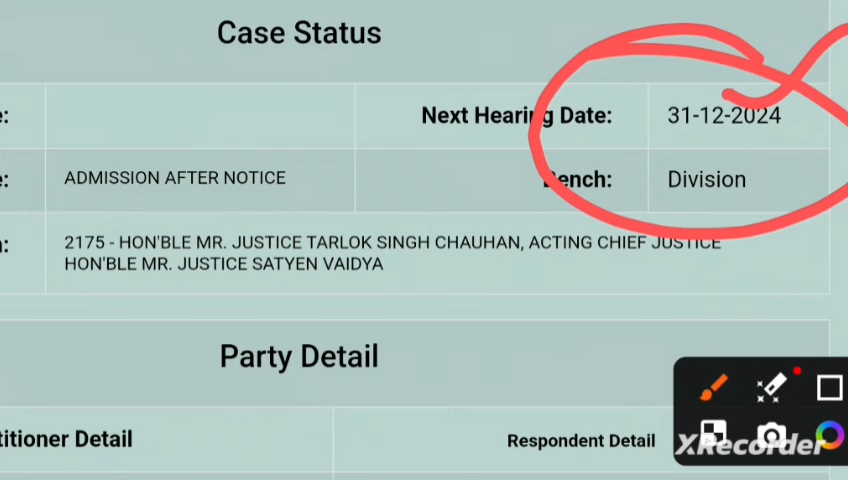 Case Status
e:
Next Hearing Date: 31-12-2024
e: ADMISSION AFTER NOTICE
Bench: Division
n: 2175 - HON'BLE MR. JUSTICE TARLOK SINGH CHAUHAN, ACTING CHIEF JUSTICE
HON'BLE MR. JUSTICE SATYEN VAIDYA
Party Detail
titioner Detail
Respondent Detail
XRecorder